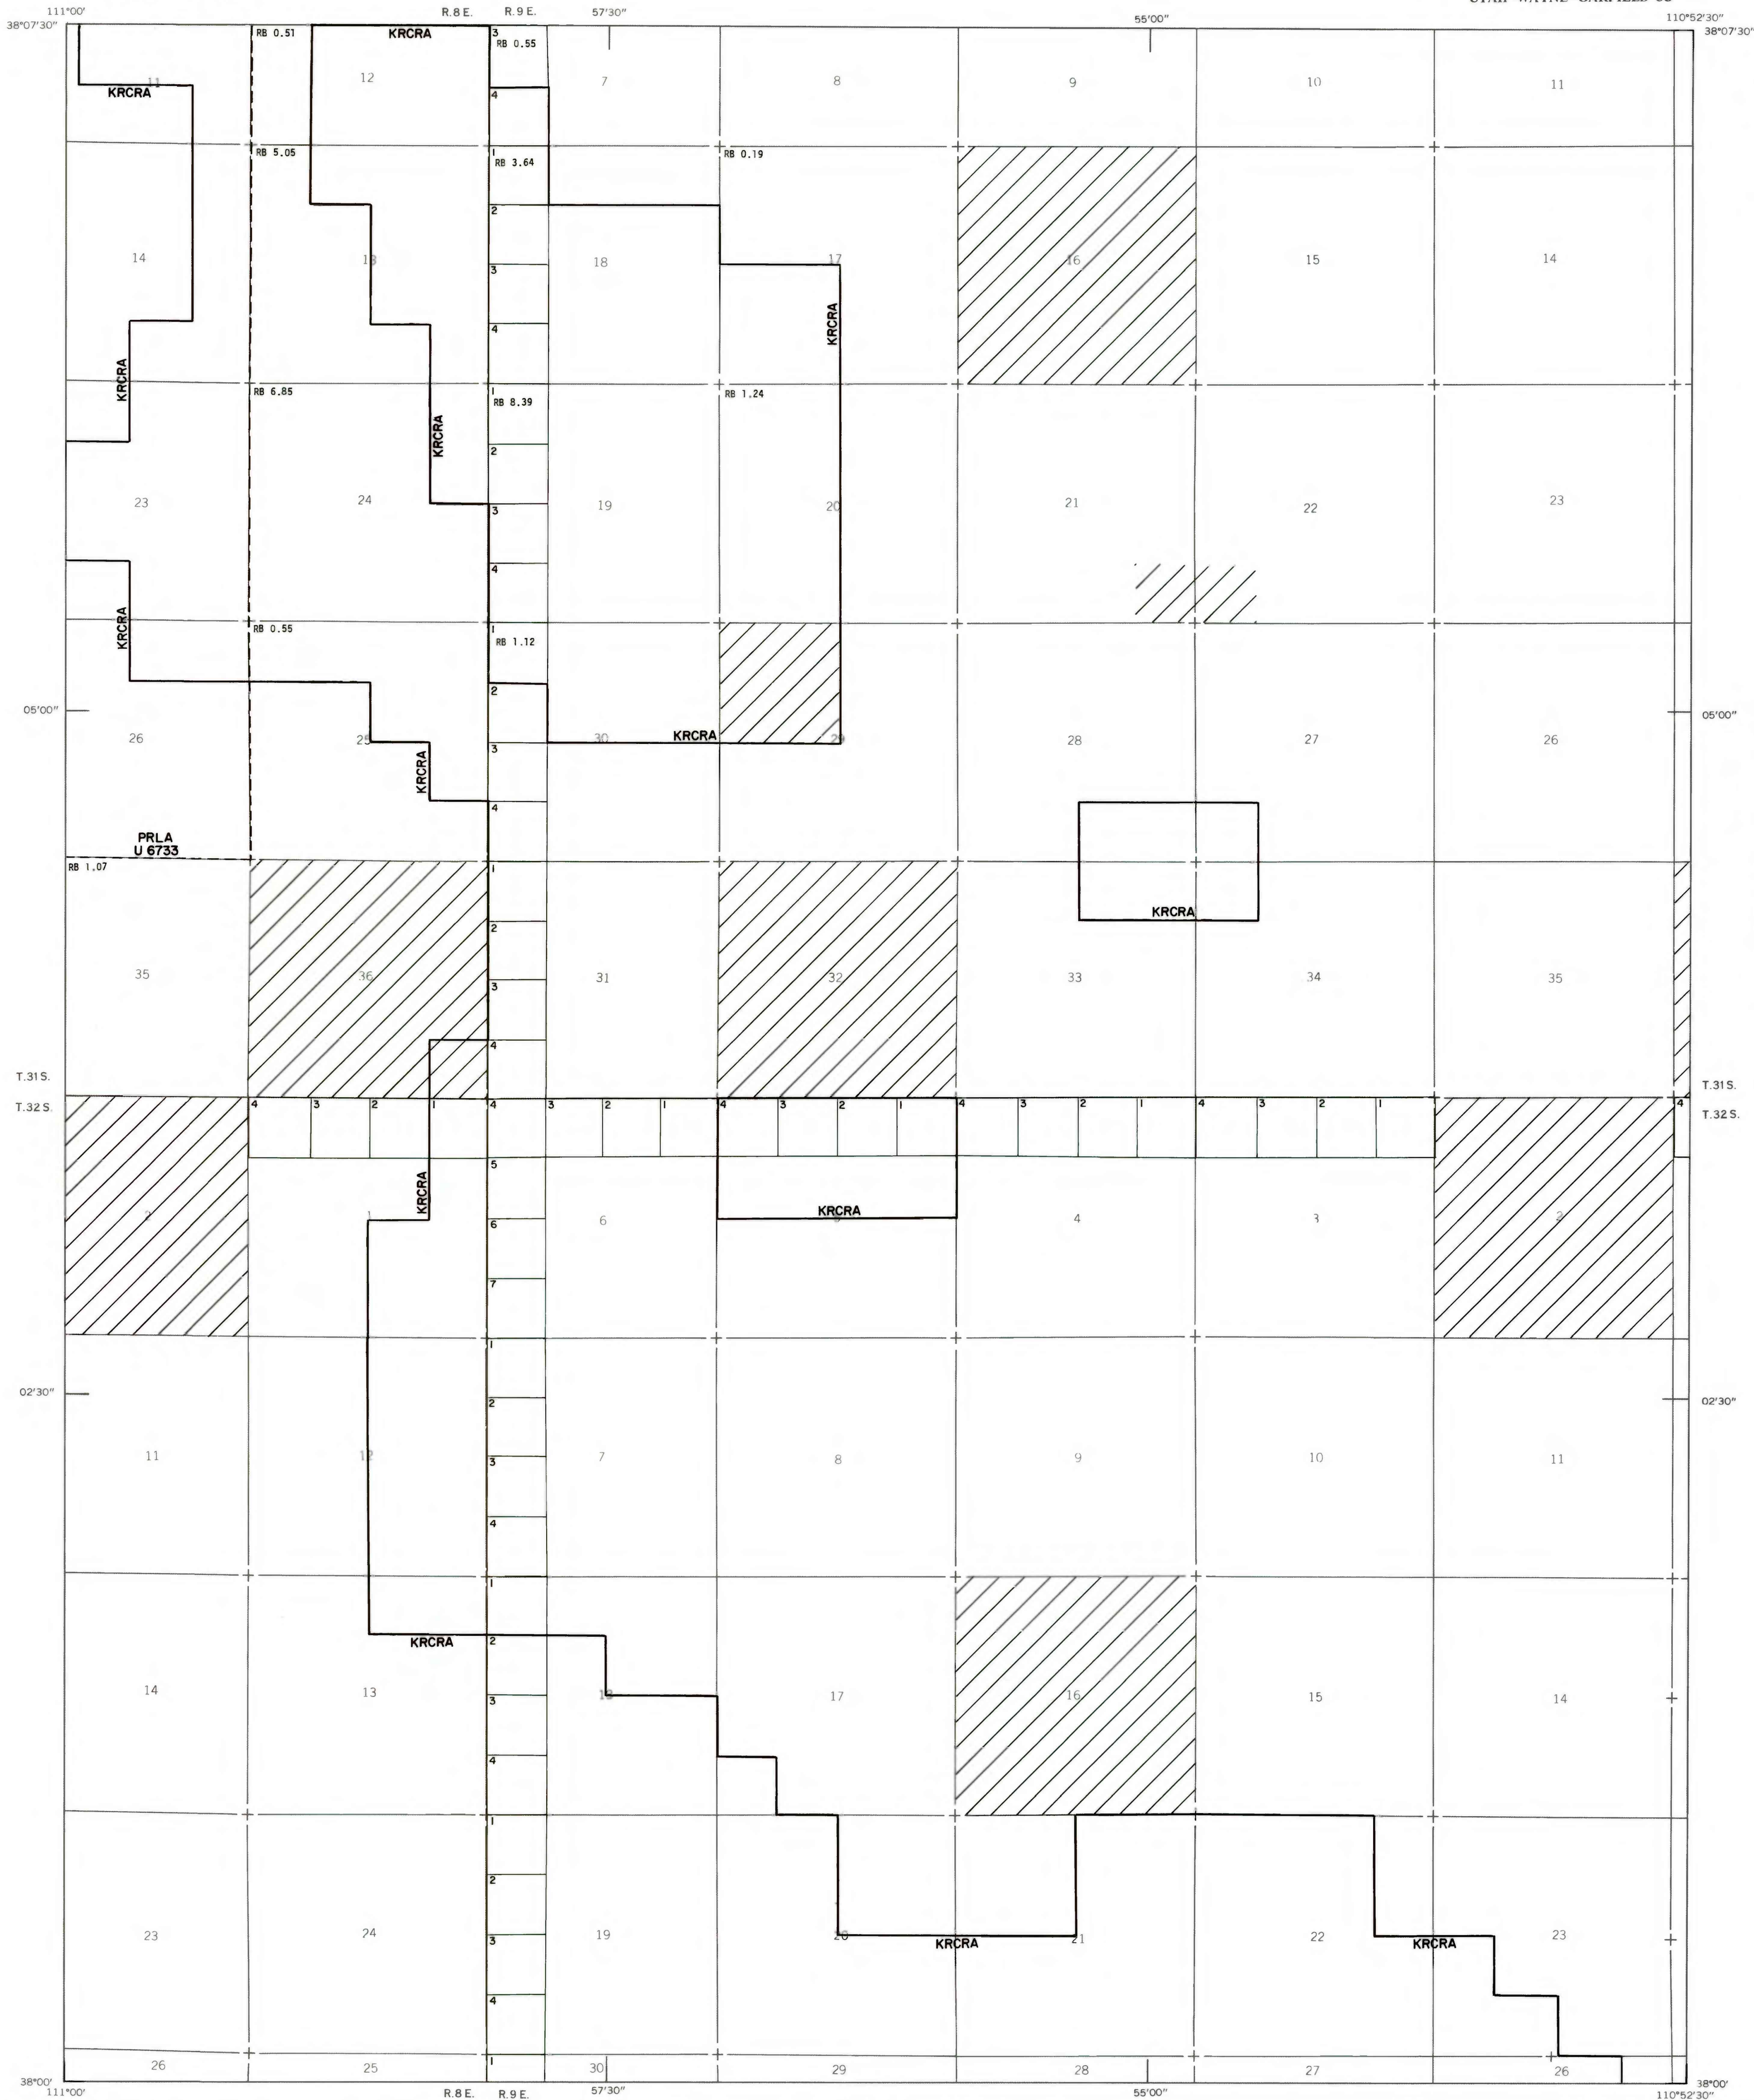 UTAH-WAYNE-GARFIELD
111°00' R.8 E. R.9 E. 57'30" 55'00" 110°52'30"
38°07'30" 38°07'30"
RB 0.51 KRCRA 3 RB 0.55
11 12 7 8 9 10 11
KRCRA 4
RB 5.05 1 RB 3.64 RB 0.19
2
14 13 18 17 16 15 14
3
KRCRA
4
KRCRA
RB 6.85 1 RB 8.39 RB 1.24
KRCRA
2
23 24 19 20 21 22 23
3
4
KRCRA
RB 0.55 1 RB 1.12
2
05'00" 05'00"
26 25 30 KRCRA 29 28 27 26
3
KRCRA
4
PRLA
U 6733
RB 1.07 1
KRCRA
2
35 36 31 32 33 34 35
3
4
T.31 S. T.31 S.
T.32 S. 4 3 2 1 4 3 2 1 4 3 2 1 4 3 2 1 4 3 2 1 4 T.32 S.
5
KRCRA
KRCRA
2 1 6 6 4 3 2
7
1
02'30" 02'30"
2
11 12 7 8 9 10 11
3
4
1
KRCRA 2
14 13 18 17 16 15 14
3
4
1
2
23 24 19 20 21 22 23
3 KRCRA KRCRA
4
1
26 25 30 29 28 27 26
38°00' 38°00'
111°00' R.8 E. R.9 E. 57'30" 55'00" 110°52'30"